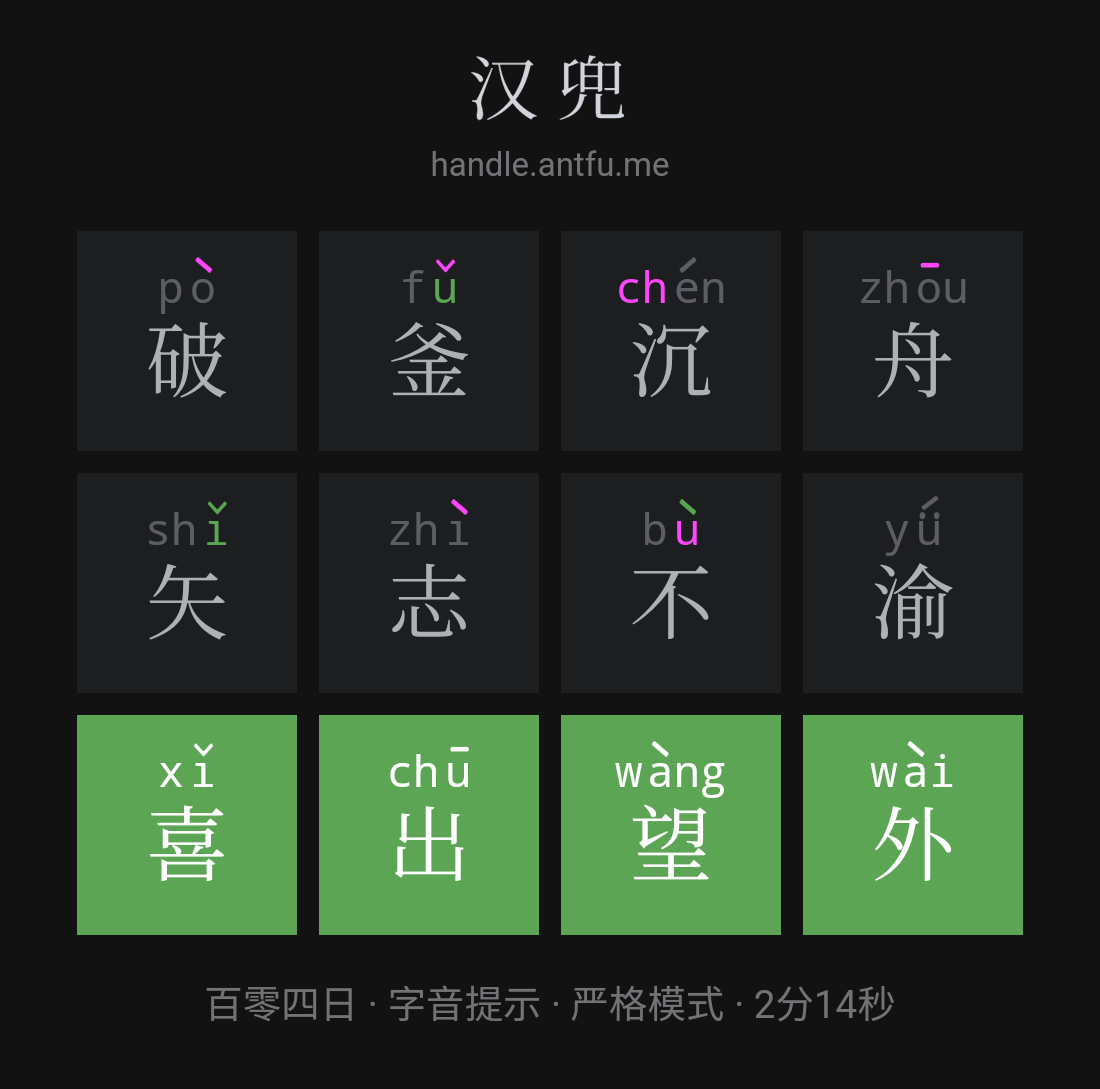 汉兜
handle.antfu.me
pò fǔ chén zhōu
破 釜 沉 舟
shǐ zhì bù yǘ
矢 志 不 渝
xǐ chū wàng wài
喜 出 望 外
百零四日 · 字音提示 · 严格模式 · 2分14秒